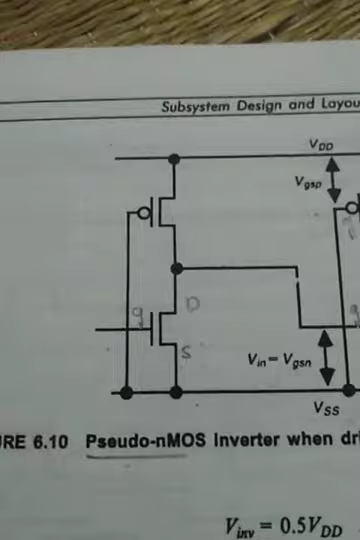 Subsystem Design and Layou
VDD
Vgsp
g
D
S
g
Vin = Vgsn
VSS
URE 6.10 Pseudo-nMOS inverter when dri
Vinv = 0.5VDD